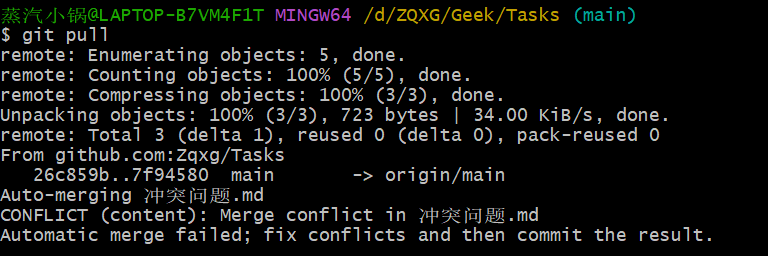 蒸汽小锅@LAPTOP-B7VM4F1T MINGW64 /d/ZQXG/Geek/Tasks (main)
$ git pull
remote: Enumerating objects: 5, done.
remote: Counting objects: 100% (5/5), done.
remote: Compressing objects: 100% (3/3), done.
Unpacking objects: 100% (3/3), 723 bytes | 34.00 KiB/s, done.
remote: Total 3 (delta 1), reused 0 (delta 0), pack-reused 0
From github.com:Zqxg/Tasks
   26c859b..7f94580  main       -> origin/main
Auto-merging 冲突问题.md
CONFLICT (content): Merge conflict in 冲突问题.md
Automatic merge failed; fix conflicts and then commit the result.